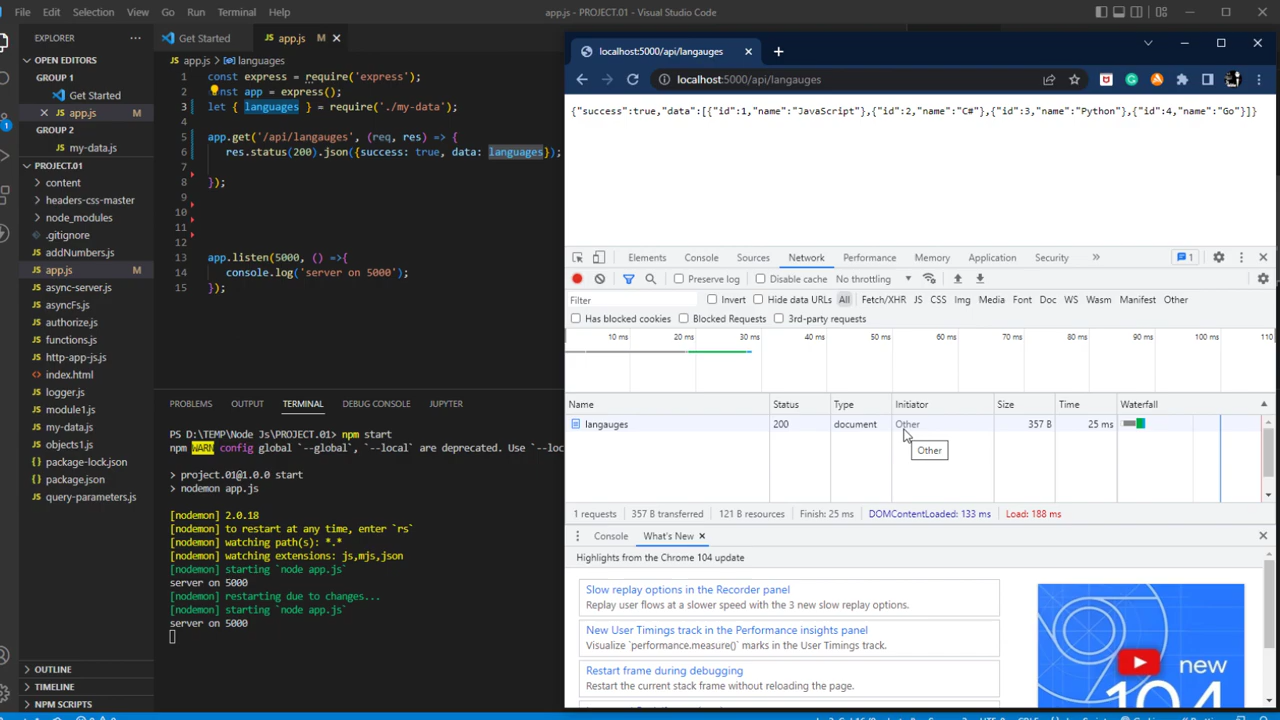 File Edit Selection View Go Run Terminal Help
app.js - PROJECT.01 - Visual Studio Code
EXPLORER
OPEN EDITORS
GROUP 1
Get Started
app.js M
GROUP 2
my-data.js
PROJECT.01
content
headers-css-master
node_modules
.gitignore
addNumbers.js
app.js M
async-server.js
asyncFs.js
authorize.js
functions.js
http-app-js.js
index.html
logger.js
module1.js
my-data.js
objects1.js
package-lock.json
package.json
query-parameters.js
OUTLINE
TIMELINE
NPM SCRIPTS
Get Started
app.js M
app.js > languages
1 const express = require('express');
2 nst app = express();
3 let { languages } = require('./my-data');
4
5 app.get('/api/langauges', (req, res) => {
6 res.status(200).json({success: true, data: languages});
7
8 });
9
10
11
12
13 app.listen(5000, () =>{
14 console.log('server on 5000');
15 });
PROBLEMS OUTPUT TERMINAL DEBUG CONSOLE JUPYTER
PS D:\TEMP\Node Js\PROJECT.01> npm start
npm WARN config global `--global`, `--local` are deprecated. Use `--loc
> project.01@1.0.0 start
> nodemon app.js
[nodemon] 2.0.18
[nodemon] to restart at any time, enter `rs`
[nodemon] watching path(s): *.*
[nodemon] watching extensions: js,mjs,json
[nodemon] starting `node app.js`
server on 5000
[nodemon] restarting due to changes...
[nodemon] starting `node app.js`
server on 5000
localhost:5000/api/langauges
localhost:5000/api/langauges
{"success":true,"data":[{"id":1,"name":"JavaScript"},{"id":2,"name":"C#"},{"id":3,"name":"Python"},{"id":4,"name":"Go"}]}
Elements Console Sources Network Performance Memory Application Security 1
Preserve log Disable cache No throttling
Filter Invert Hide data URLs All Fetch/XHR JS CSS Img Media Font Doc WS Wasm Manifest Other
Has blocked cookies Blocked Requests 3rd-party requests
10 ms 20 ms 30 ms 40 ms 50 ms 60 ms 70 ms 80 ms 90 ms 100 ms
Name Status Type Initiator Size Time Waterfall
langauges 200 document Other 357 B 25 ms
Other
1 requests 357 B transferred 121 B resources Finish: 25 ms DOMContentLoaded: 133 ms Load: 188 ms
Console What's New
Highlights from the Chrome 104 update
Slow replay options in the Recorder panel
Replay user flows at a slower speed with the 3 new slow replay options.
New User Timings track in the Performance insights panel
Visualize `performance.measure()` marks in the User Timings track.
Restart frame during debugging
Restart the current stack frame without reloading the page.
new
104